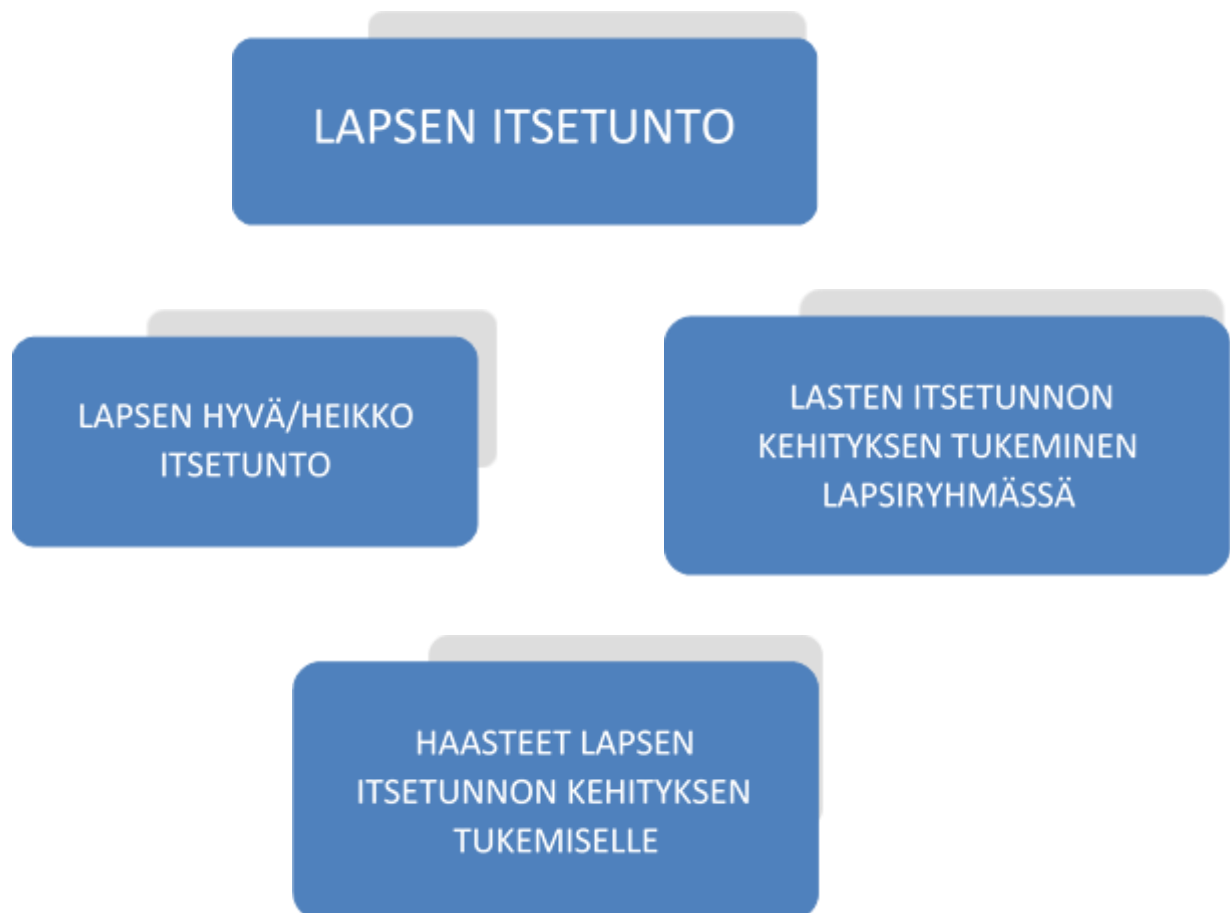 LAPSEN ITSETUNTO
LAPSEN HYVÄ/HEIKKO
ITSETUNTO
LASTEN ITSETUNNON
KEHITYKSEN TUKEMINEN
LAPSIRYHMÄSSÄ
HAASTEET LAPSEN
ITSETUNNON KEHITYKSEN
TUKEMISELLE